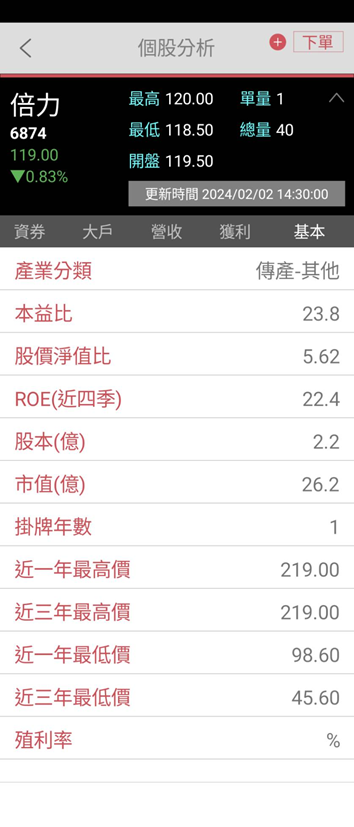 個股分析
下單
倍力
6874
119.00
▼0.83%
最高 120.00 單量 1
最低 118.50 總量 40
開盤 119.50
更新時間 2024/02/02 14:30:00
資券 大戶 營收 獲利 基本
產業分類 傳產-其他
本益比 23.8
股價淨值比 5.62
ROE(近四季) 22.4
股本(億) 2.2
市值(億) 26.2
掛牌年數 1
近一年最高價 219.00
近三年最高價 219.00
近一年最低價 98.60
近三年最低價 45.60
殖利率 %